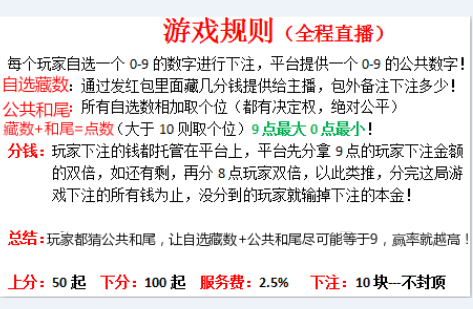 游戏规则（全程直播）
每个玩家自选一个 0-9 的数字进行下注，平台提供一个 0-9 的公共数字！
自选藏数：通过发红包里面藏几分钱提供给主播，包外备注下注多少！
公共和尾：所有自选数相加取个位（都有决定权，绝对公平）
藏数+和尾=点数（大于 10则取个位）9点最大 0点最小！
分钱：玩家下注的钱都托管在平台上，平台先分拿 9点的玩家下注金额
的双倍，如还有剩，再分 8点玩家双倍，以此类推，分完这局游
戏下注的所有钱为止，没分到的玩家就输掉下注的本金！
总结：玩家都猜公共和尾，让自选藏数+公共和尾尽可能等于9，赢率就越高！
上分：50 起 下分：100 起 服务费：2.5% 下注：10 块---不封顶